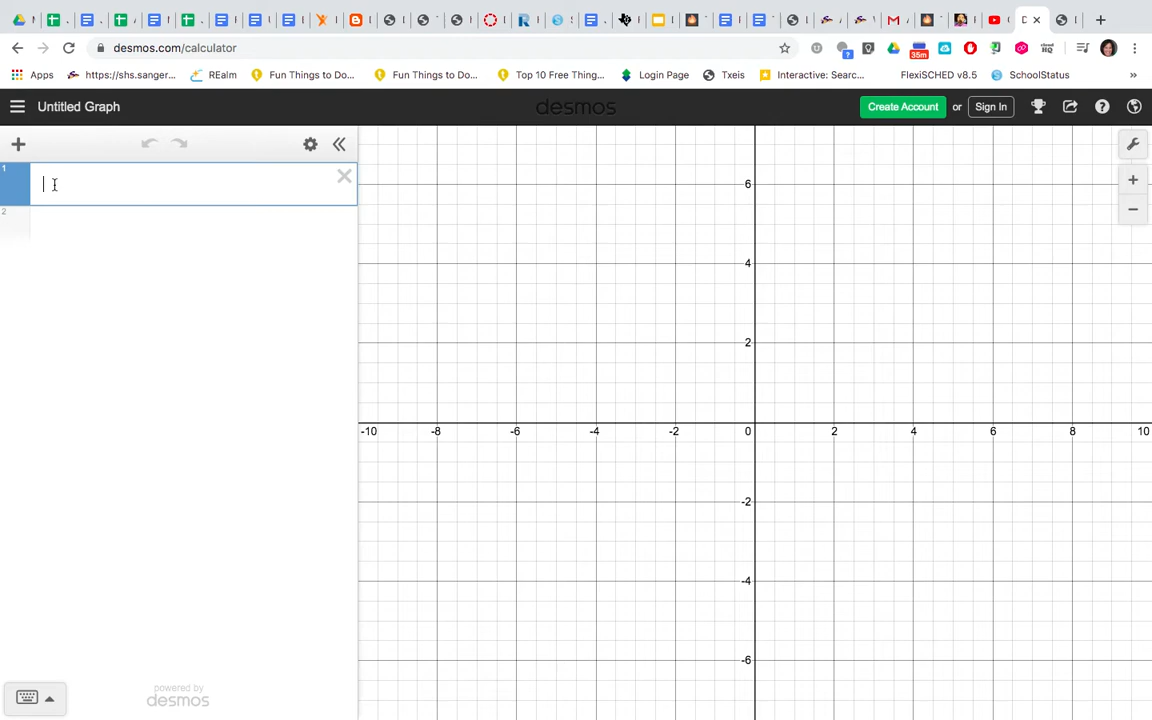 D
desmos.com/calculator
35m
Apps https://shs.sanger... REalm Fun Things to Do... Fun Things to Do... Top 10 Free Thing... Login Page Txeis Interactive: Searc... FlexiSCHED v8.5 SchoolStatus »
Untitled Graph desmos Create Account or Sign In
1
2
6
4
2
-10 -8 -6 -4 -2 0 2 4 6 8 10
-2
-4
-6
powered by
desmos